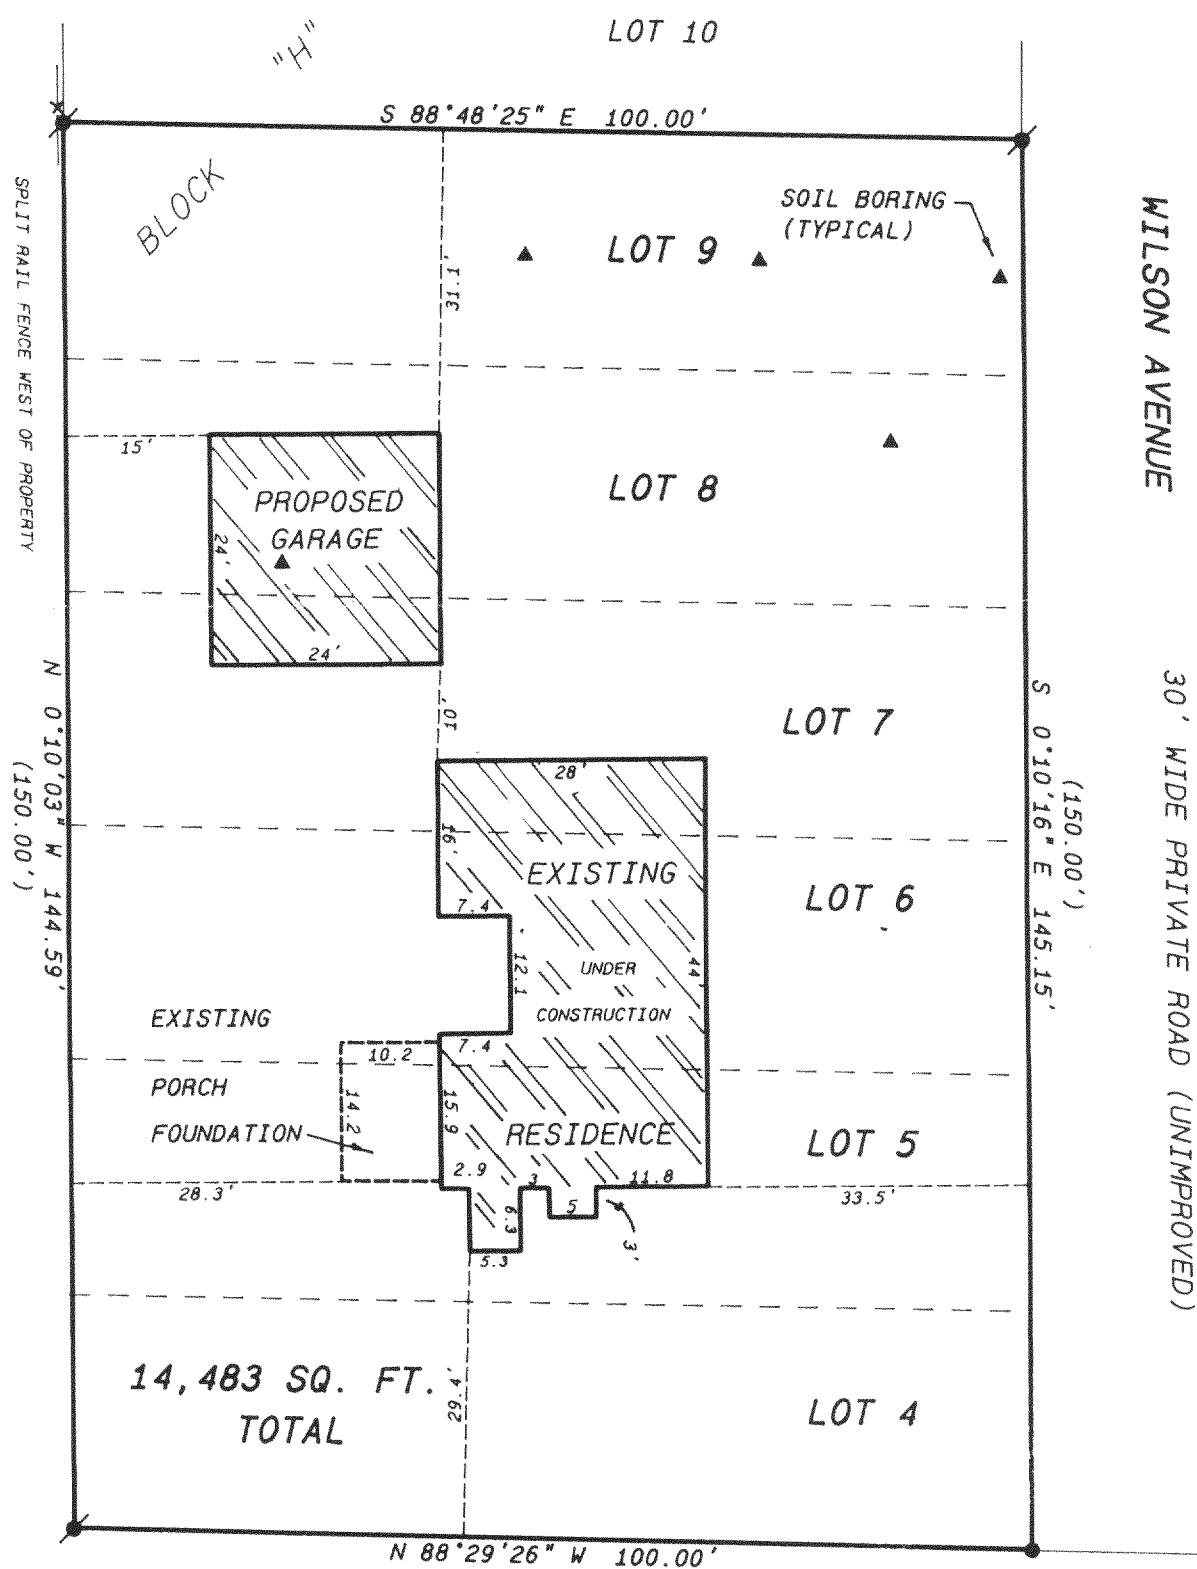 LOT 10
"H"
S 88°48'25" E 100.00'
BLOCK
SOIL BORING
(TYPICAL)
LOT 9
31.1'
WILSON AVENUE
SPLIT RAIL FENCE WEST OF PROPERTY
15'
PROPOSED
GARAGE
24'
24'
LOT 8
10'
LOT 7
N 0°10'03" W 144.59'
(150.00')
S 0°10'16" E 145.15'
(150.00')
30' WIDE PRIVATE ROAD (UNIMPROVED)
28'
16'
EXISTING
7.4
LOT 6
12.1
UNDER
44'
CONSTRUCTION
EXISTING
7.4
10.2
PORCH
14.2
15.9
FOUNDATION
RESIDENCE
LOT 5
2.9
3
11.8
28.3'
33.5'
6.3
5
3'
5.3
14,483 SQ. FT.
TOTAL
29.4'
LOT 4
N 88°29'26" W 100.00'